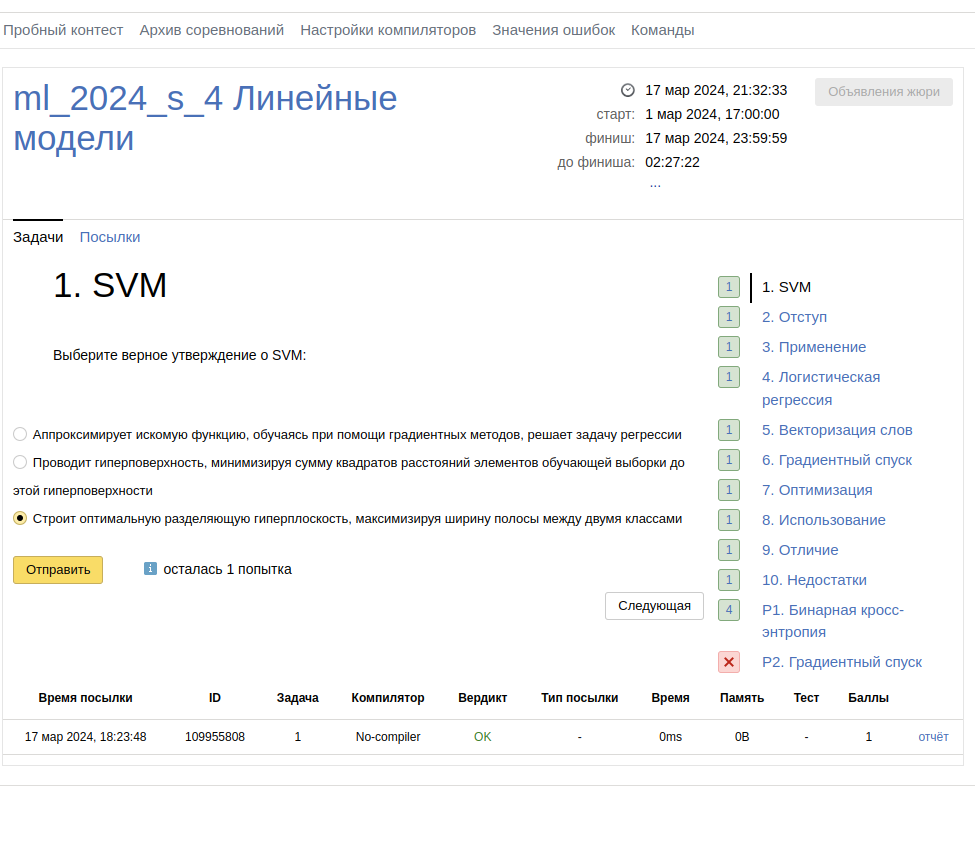 Пробный контест Архив соревнований Настройки компиляторов Значения ошибок Команды
ml_2024_s_4 Линейные
модели
17 мар 2024, 21:32:33
старт: 1 мар 2024, 17:00:00
финиш: 17 мар 2024, 23:59:59
до финиша: 02:27:22
...
Объявления жюри
Задачи Посылки
1. SVM
Выберите верное утверждение о SVM:
Аппроксимирует искомую функцию, обучаясь при помощи градиентных методов, решает задачу регрессии
Проводит гиперповерхность, минимизируя сумму квадратов расстояний элементов обучающей выборки до
этой гиперповерхности
Строит оптимальную разделяющую гиперплоскость, максимизируя ширину полосы между двумя классами
Отправить
i осталась 1 попытка
Следующая
1 1. SVM
1 2. Отступ
1 3. Применение
1 4. Логистическая
регрессия
1 5. Векторизация слов
1 6. Градиентный спуск
1 7. Оптимизация
1 8. Использование
1 9. Отличие
1 10. Недостатки
4 P1. Бинарная кросс-
энтропия
P2. Градиентный спуск
Время посылки ID Задача Компилятор Вердикт Тип посылки Время Память Тест Баллы
17 мар 2024, 18:23:48 109955808 1 No-compiler OK - 0ms 0B - 1 отчёт